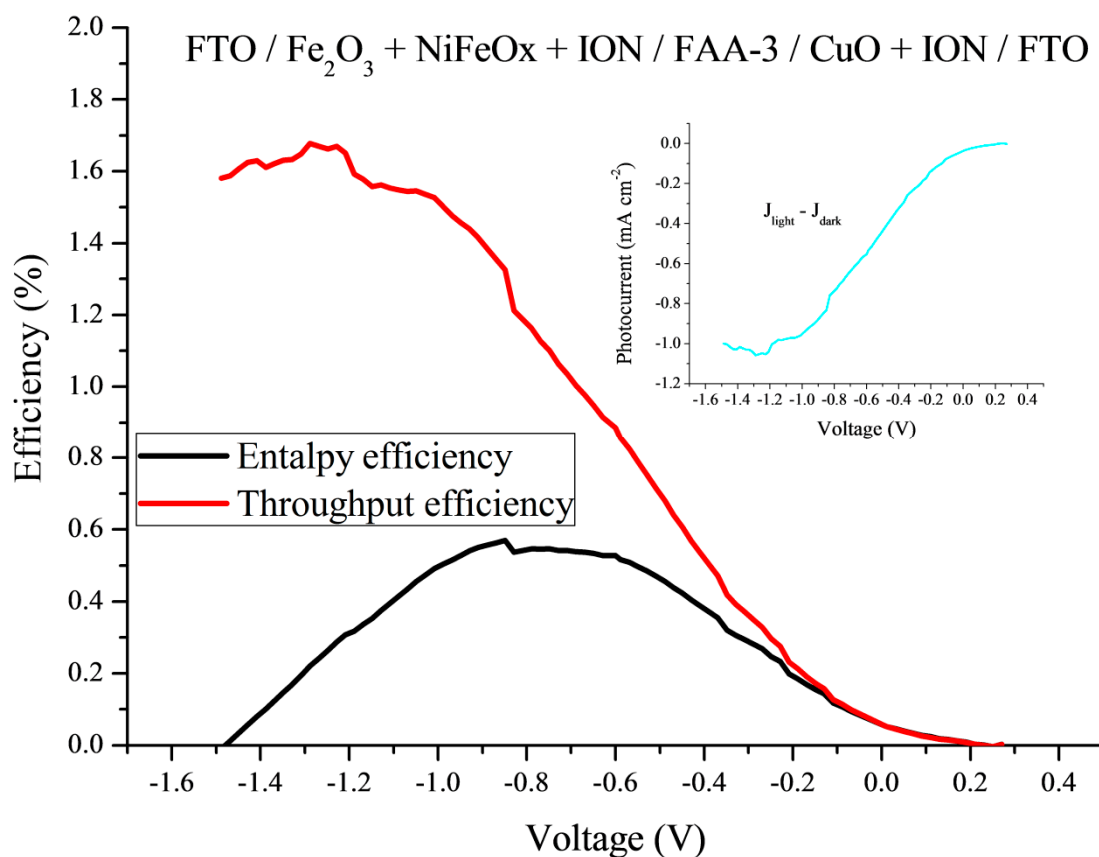 FTO / Fe₂O₃ + NiFeOx + ION / FAA-3 / CuO + ION / FTO
Efficiency (%)
2.0
1.8
1.6
1.4
1.2
1.0
0.8
0.6
0.4
0.2
0.0
-1.6 -1.4 -1.2 -1.0 -0.8 -0.6 -0.4 -0.2 0.0 0.2 0.4
Voltage (V)
Entalpy efficiency
Throughput efficiency
Photocurrent (mA cm⁻²)
0.0
-0.2
-0.4
-0.6
-0.8
-1.0
-1.2
J_light - J_dark
-1.6 -1.4 -1.2 -1.0 -0.8 -0.6 -0.4 -0.2 0.0 0.2 0.4
Voltage (V)